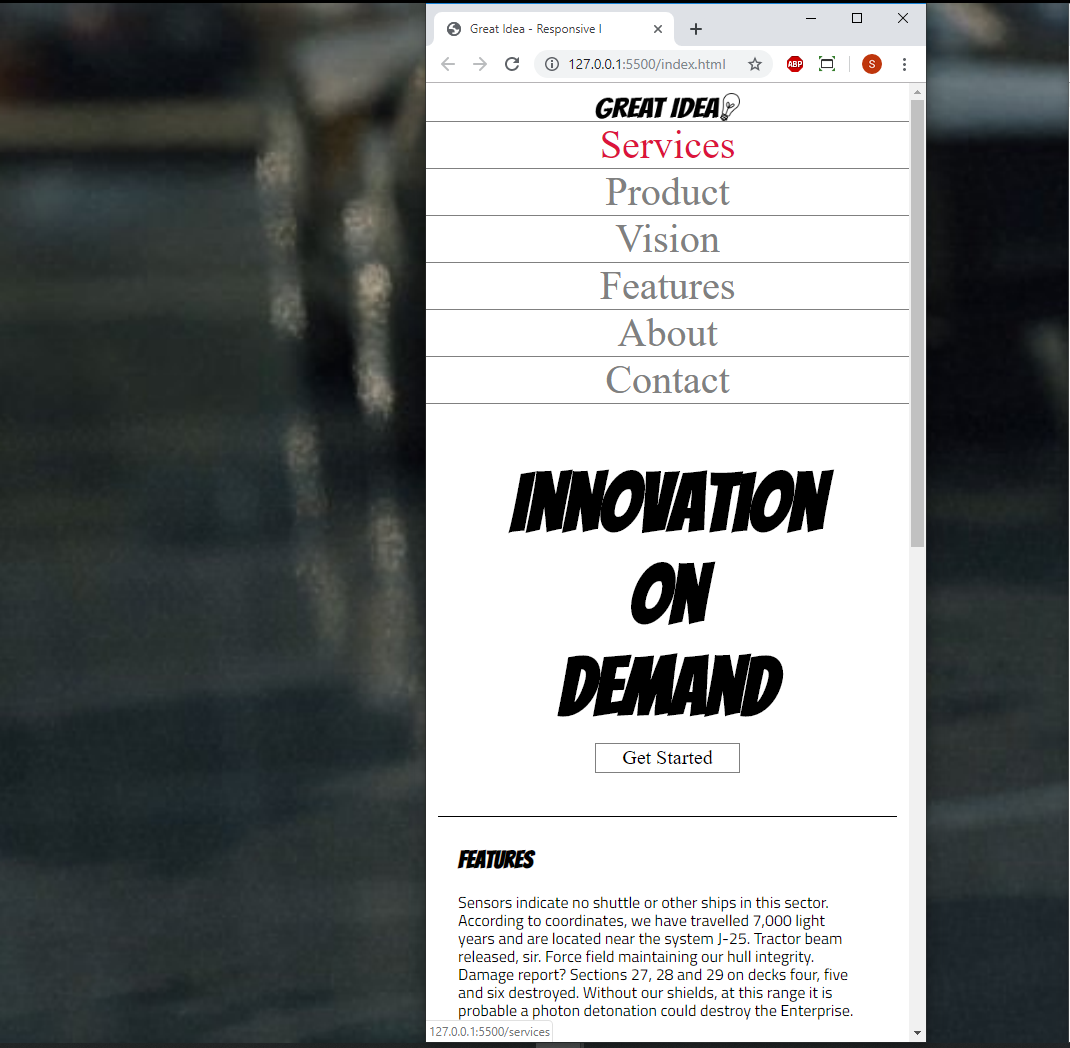 Great Idea - Responsive I
127.0.0.1:5500/index.html
ABP
S
GREAT IDEA
Services
Product
Vision
Features
About
Contact
INNOVATION
ON
DEMAND
Get Started
FEATURES
Sensors indicate no shuttle or other ships in this sector.
According to coordinates, we have travelled 7,000 light
years and are located near the system J-25. Tractor beam
released, sir. Force field maintaining our hull integrity.
Damage report? Sections 27, 28 and 29 on decks four, five
and six destroyed. Without our shields, at this range it is
probable a photon detonation could destroy the Enterprise.
127.0.0.1:5500/services